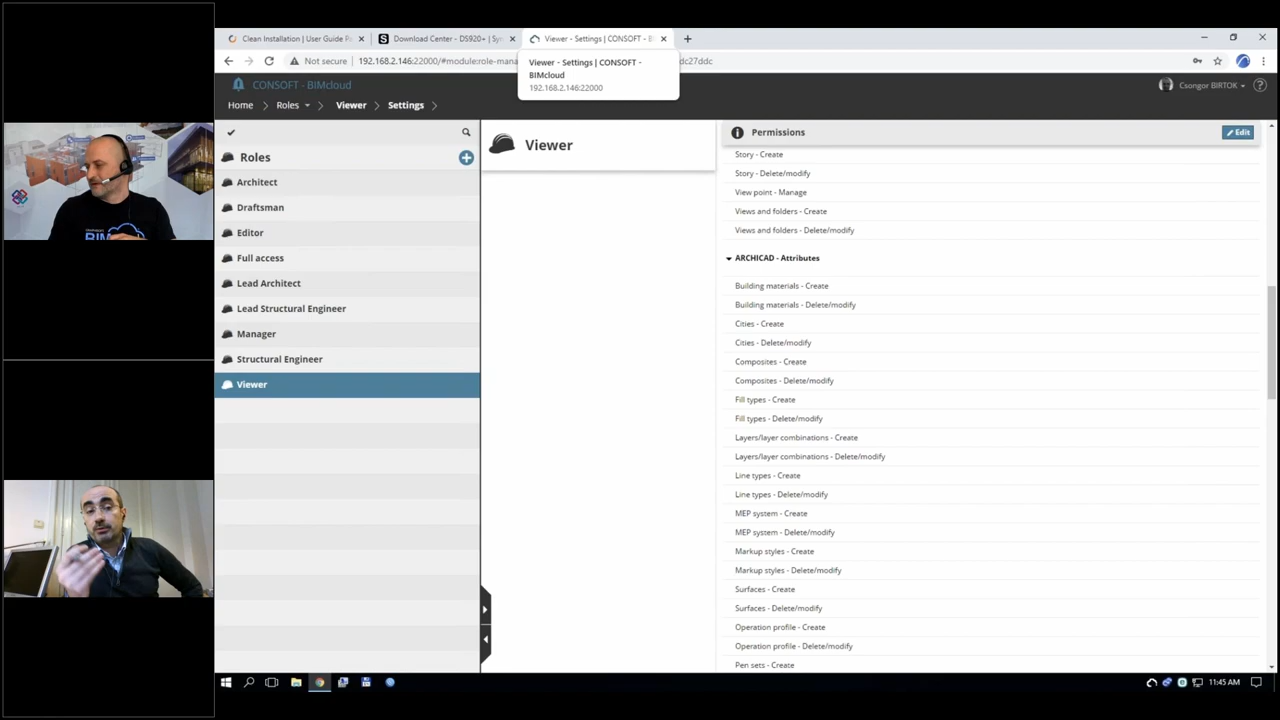 Clean Installation | User Guide Pa
Download Center - DS920+ | Syn
Viewer - Settings | CONSOFT - B
Not secure
192.168.2.146:22000/#module:role-mana
dc27ddc
Viewer - Settings | CONSOFT -
BIMcloud
192.168.2.146:22000
CONSOFT - BIMcloud
Csongor BIRTOK
Home
Roles
Viewer
Settings
Roles
Architect
Draftsman
Editor
Full access
Lead Architect
Lead Structural Engineer
Manager
Structural Engineer
Viewer
Viewer
Permissions
Edit
Story - Create
Story - Delete/modify
View point - Manage
Views and folders - Create
Views and folders - Delete/modify
ARCHICAD - Attributes
Building materials - Create
Building materials - Delete/modify
Cities - Create
Cities - Delete/modify
Composites - Create
Composites - Delete/modify
Fill types - Create
Fill types - Delete/modify
Layers/layer combinations - Create
Layers/layer combinations - Delete/modify
Line types - Create
Line types - Delete/modify
MEP system - Create
MEP system - Delete/modify
Markup styles - Create
Markup styles - Delete/modify
Surfaces - Create
Surfaces - Delete/modify
Operation profile - Create
Operation profile - Delete/modify
Pen sets - Create
11:45 AM